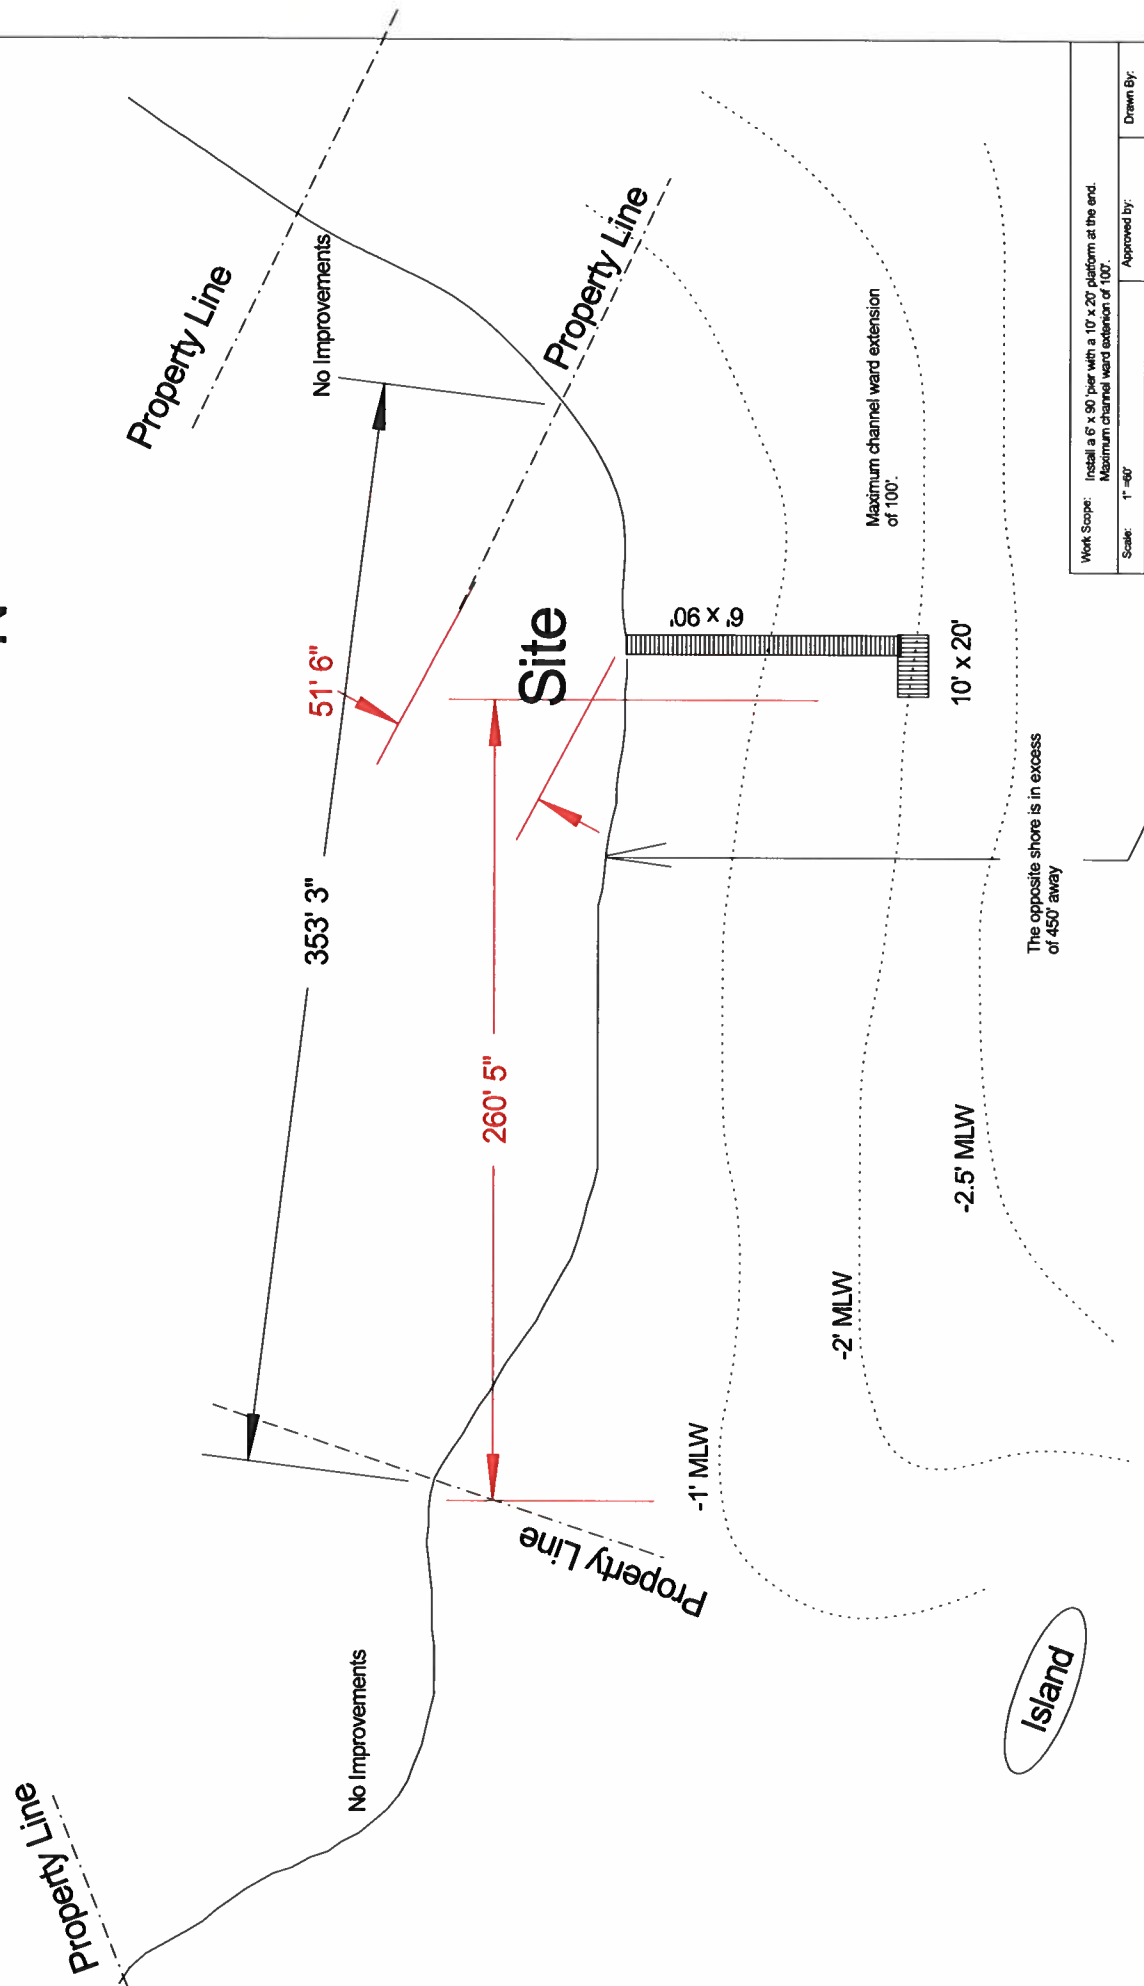 Property Line
No Improvements
Property Line
51' 6"
353' 3"
Site
6' x 90'
10' x 20'
Maximum channel ward extension
of 100'.
260' 5"
The opposite shore is in excess
of 450' away
-1' MLW
-2' MLW
-2.5' MLW
Property Line
No Improvements
Property Line
Island
Work Scope: Install a 6' x 90 'pier with a 10' x 20' platform at the end.
Maximum channel ward extenion of 100'.
Scale: 1" =60'
Approved by:
Drawn By: